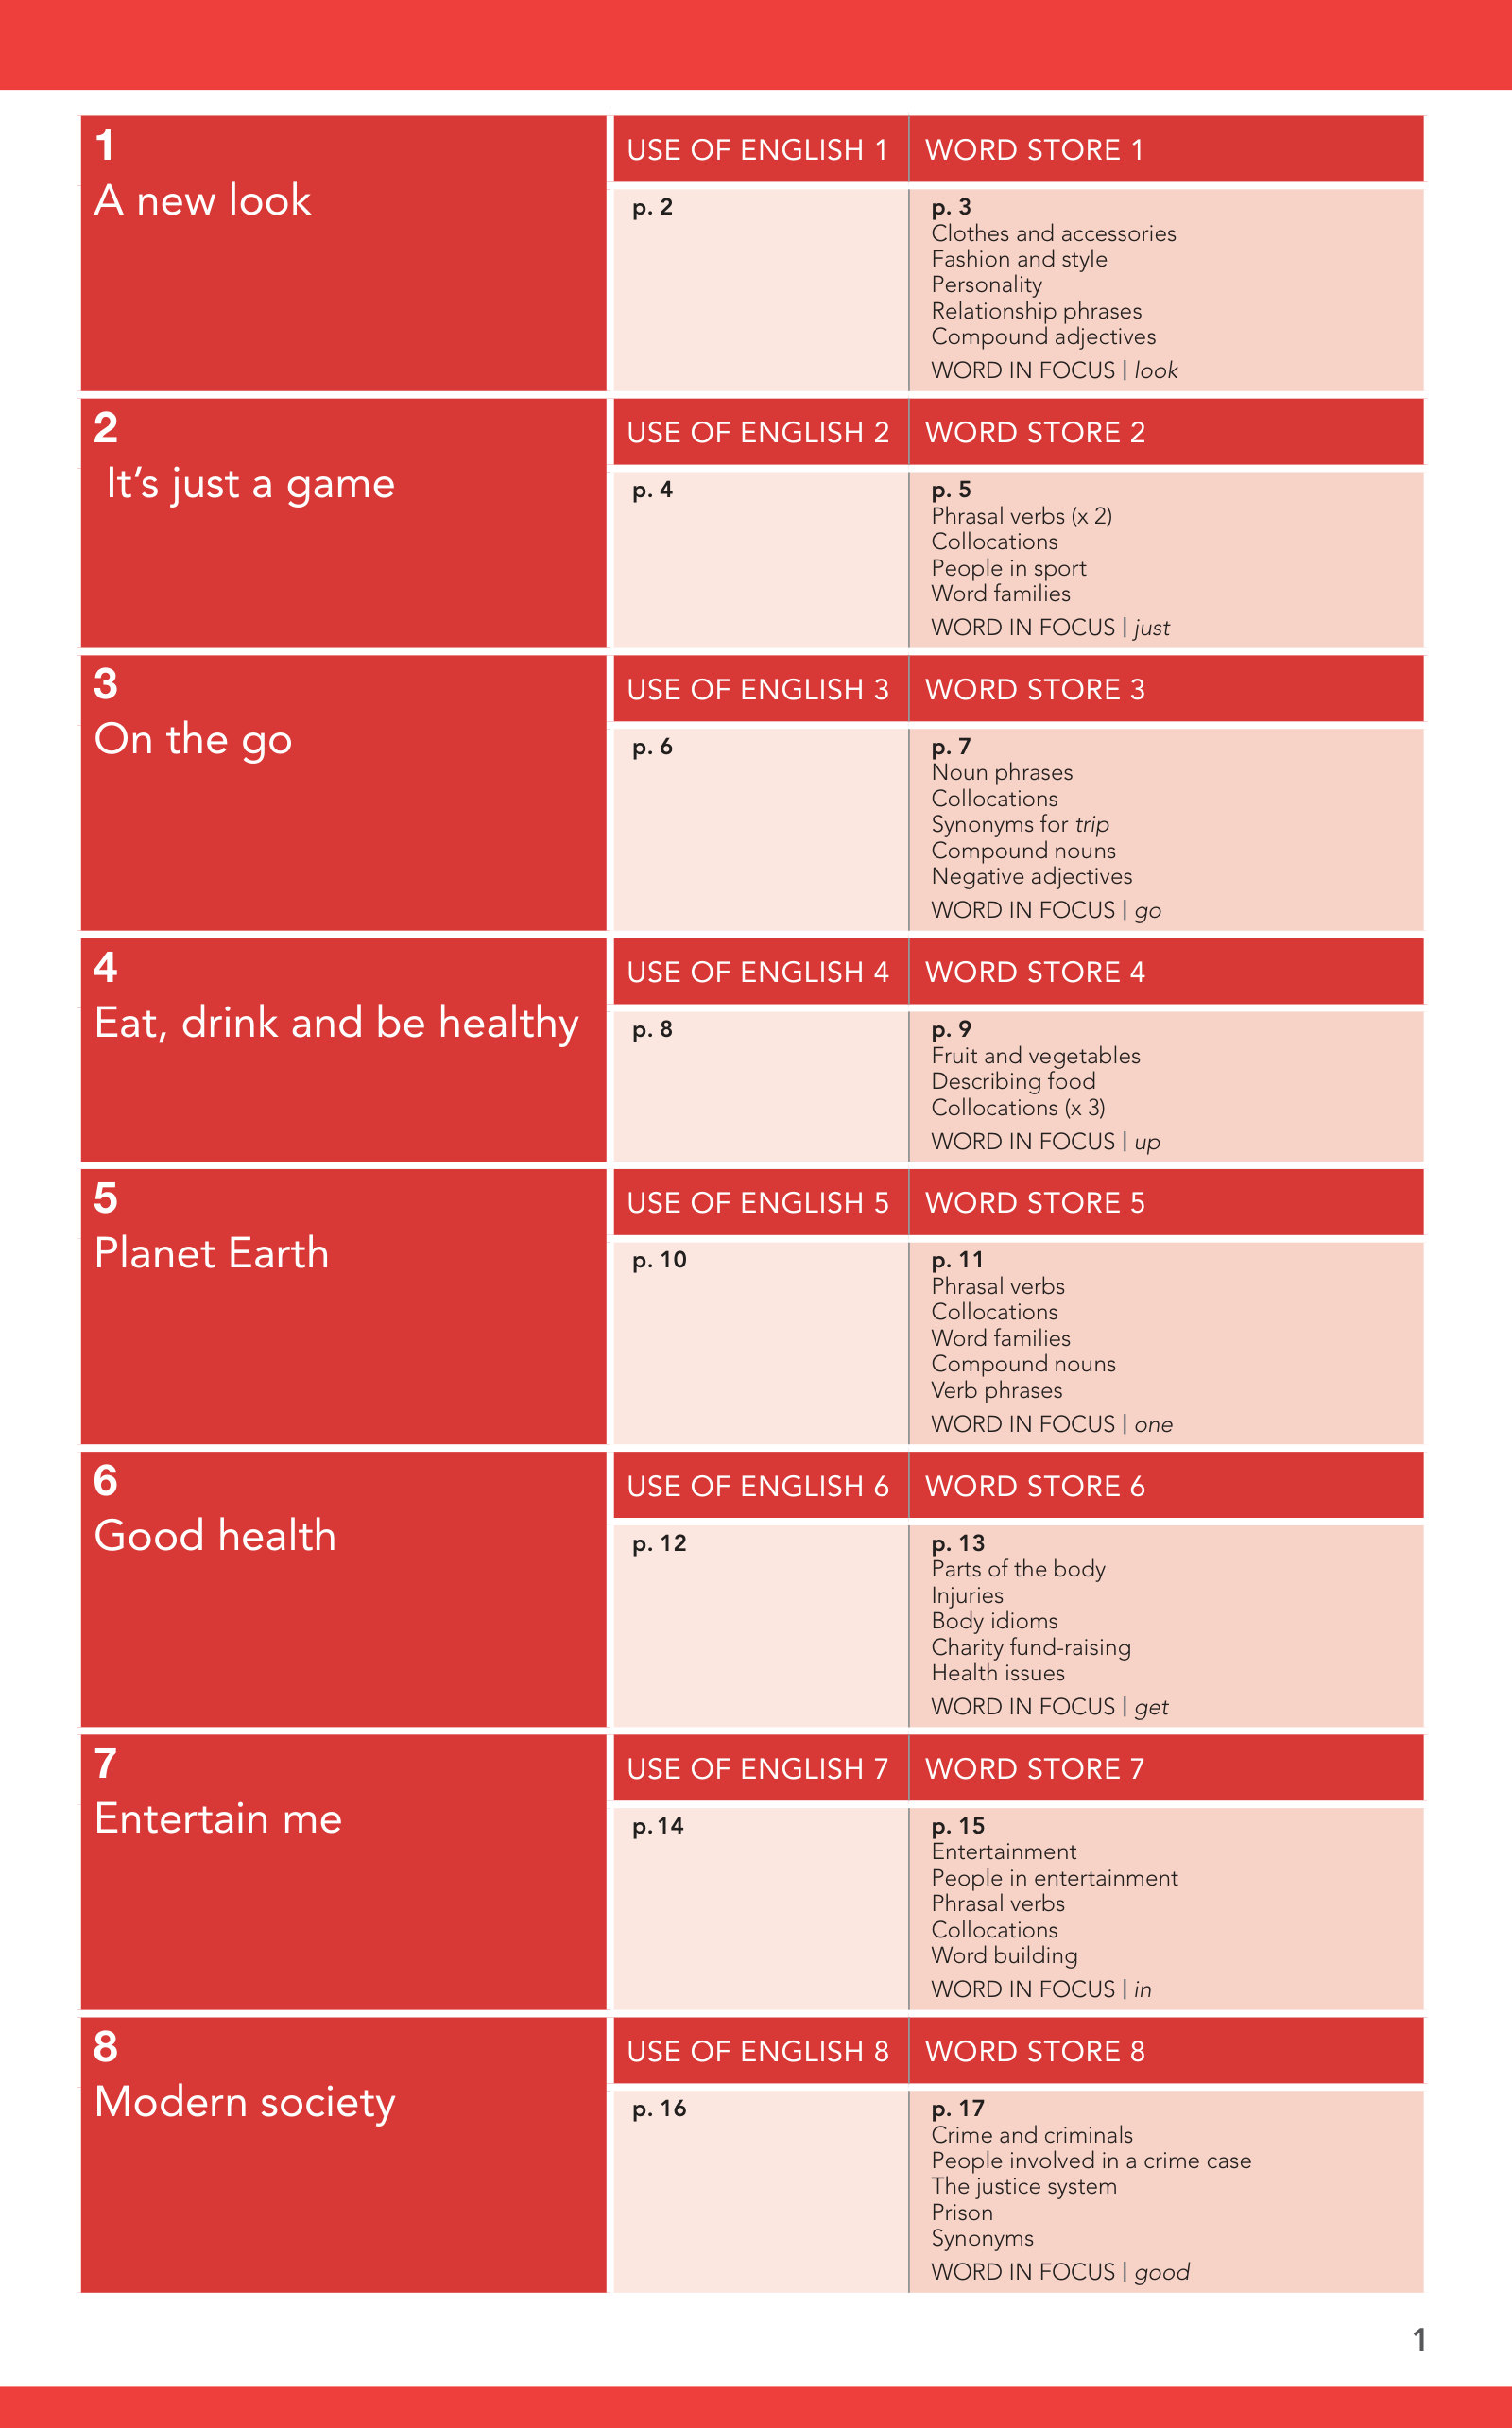 1
A new look
USE OF ENGLISH 1
WORD STORE 1
p. 2
p. 3
Clothes and accessories
Fashion and style
Personality
Relationship phrases
Compound adjectives
WORD IN FOCUS | look
2
It’s just a game
USE OF ENGLISH 2
WORD STORE 2
p. 4
p. 5
Phrasal verbs (x 2)
Collocations
People in sport
Word families
WORD IN FOCUS | just
3
On the go
USE OF ENGLISH 3
WORD STORE 3
p. 6
p. 7
Noun phrases
Collocations
Synonyms for trip
Compound nouns
Negative adjectives
WORD IN FOCUS | go
4
Eat, drink and be healthy
USE OF ENGLISH 4
WORD STORE 4
p. 8
p. 9
Fruit and vegetables
Describing food
Collocations (x 3)
WORD IN FOCUS | up
5
Planet Earth
USE OF ENGLISH 5
WORD STORE 5
p. 10
p. 11
Phrasal verbs
Collocations
Word families
Compound nouns
Verb phrases
WORD IN FOCUS | one
6
Good health
USE OF ENGLISH 6
WORD STORE 6
p. 12
p. 13
Parts of the body
Injuries
Body idioms
Charity fund-raising
Health issues
WORD IN FOCUS | get
7
Entertain me
USE OF ENGLISH 7
WORD STORE 7
p. 14
p. 15
Entertainment
People in entertainment
Phrasal verbs
Collocations
Word building
WORD IN FOCUS | in
8
Modern society
USE OF ENGLISH 8
WORD STORE 8
p. 16
p. 17
Crime and criminals
People involved in a crime case
The justice system
Prison
Synonyms
WORD IN FOCUS | good
1